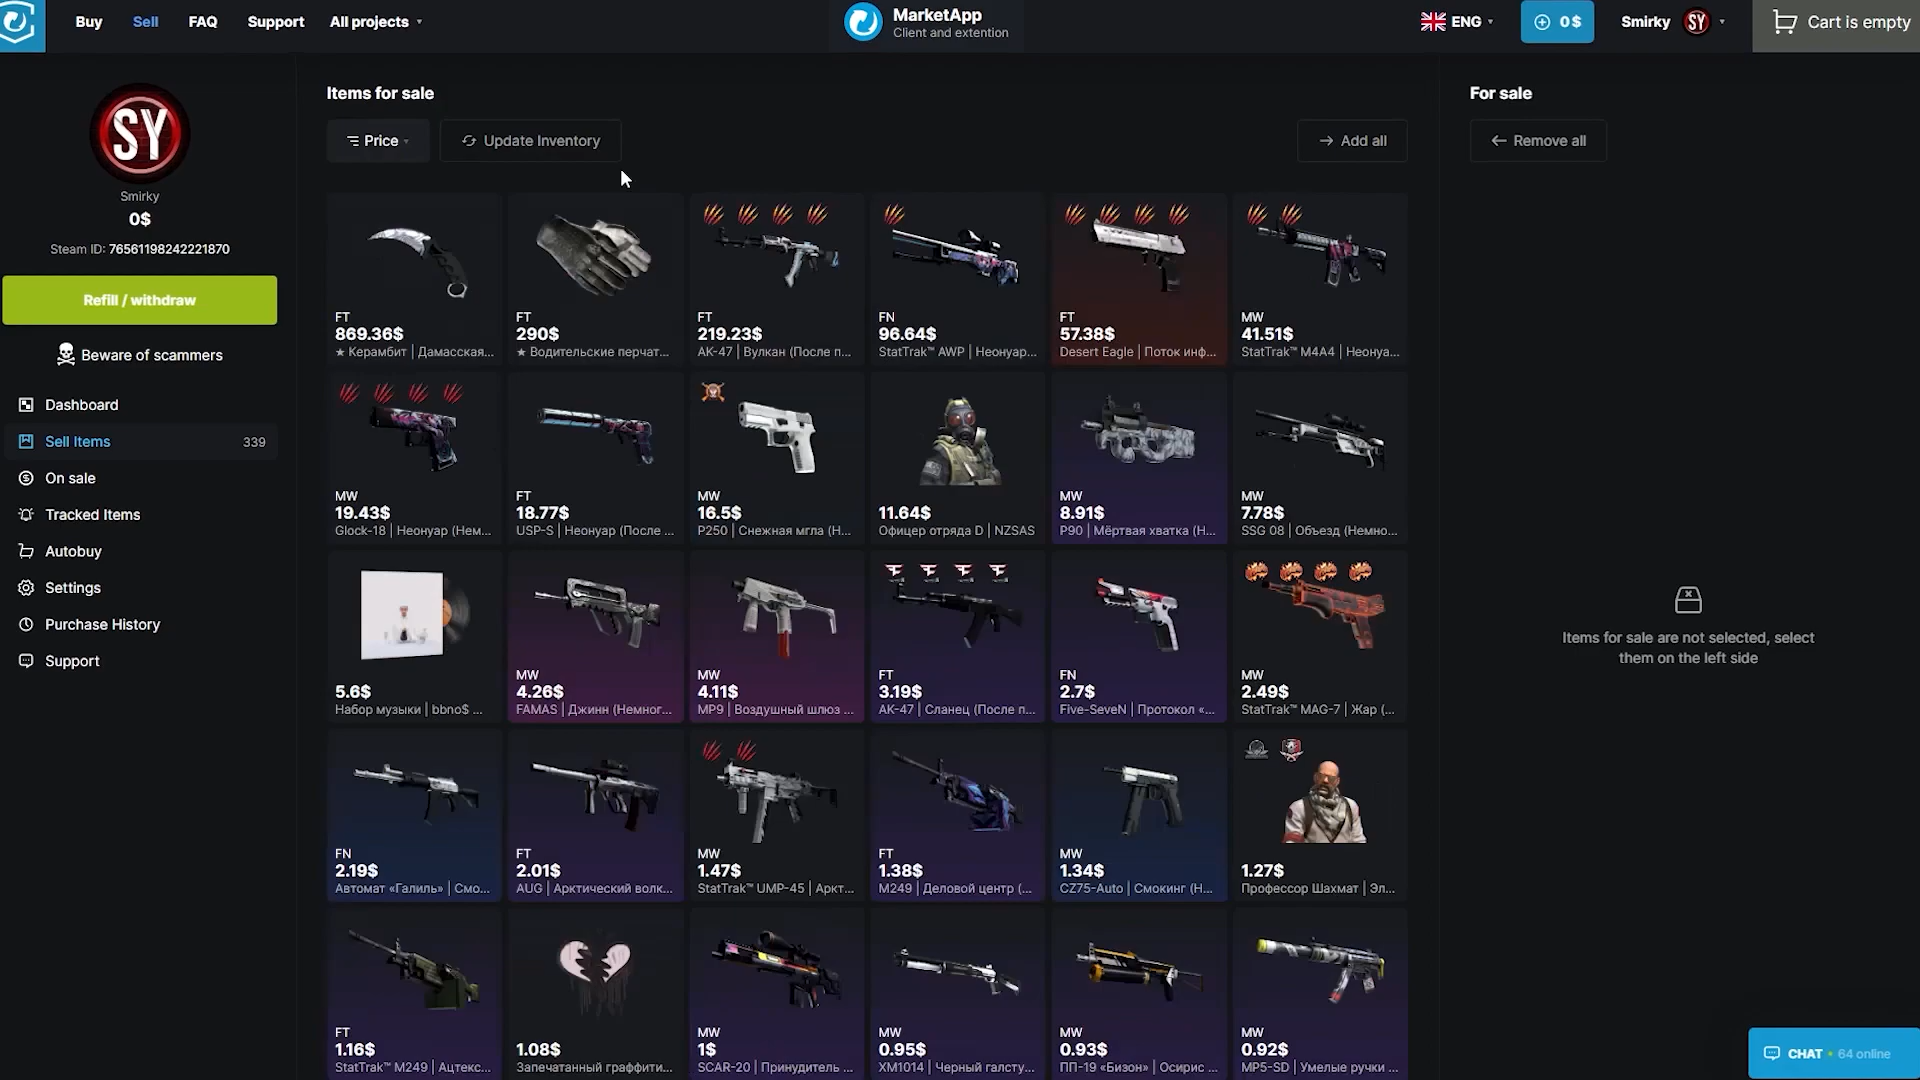 Buy
Sell
FAQ
Support
All projects
MarketApp
Client and extention
ENG
0$
Smirky
SY
Cart is empty
SY
Smirky
0$
Steam ID: 76561198242221870
Refill / withdraw
Beware of scammers
Dashboard
Sell Items
339
On sale
Tracked Items
Autobuy
Settings
Purchase History
Support
Items for sale
Price
Update Inventory
Add all
FT
869.36$
★ Керамбит | Дамасская...
FT
290$
★ Водительские перчат...
FT
219.23$
AK-47 | Вулкан (После п...
FN
96.64$
StatTrak™ AWP | Неонуар...
FT
57.38$
Desert Eagle | Поток инф...
MW
41.51$
StatTrak™ M4A4 | Неонуа...
MW
19.43$
Glock-18 | Неонуар (Нем...
FT
18.77$
USP-S | Неонуар (После ...
MW
16.5$
P250 | Снежная мгла (Н...
11.64$
Офицер отряда D | NZSAS
MW
8.91$
P90 | Мёртвая хватка (Н...
MW
7.78$
SSG 08 | Объезд (Немно...
5.6$
Набор музыки | bbno$ ...
MW
4.26$
FAMAS | Джинн (Немног...
MW
4.11$
MP9 | Воздушный шлюз ...
FT
3.19$
AK-47 | Сланец (После п...
FN
2.7$
Five-SeveN | Протокол «...
MW
2.49$
StatTrak™ MAG-7 | Жар (...
FN
2.19$
Автомат «Галиль» | Смо...
FT
2.01$
AUG | Арктический волк...
MW
1.47$
StatTrak™ UMP-45 | Аркт...
FT
1.38$
M249 | Деловой центр (...
MW
1.34$
CZ75-Auto | Смокинг (Н...
1.27$
Профессор Шахмат | Эл...
FT
1.16$
StatTrak™ M249 | Ацтекс...
1.08$
Запечатанный граффити...
MW
1$
SCAR-20 | Принудитель ...
MW
0.95$
XM1014 | Черный галсту...
MW
0.93$
ПП-19 «Бизон» | Осирис ...
MW
0.92$
MP5-SD | Умелые ручки ...
For sale
Remove all
Items for sale are not selected, select
them on the left side
CHAT • 64 online